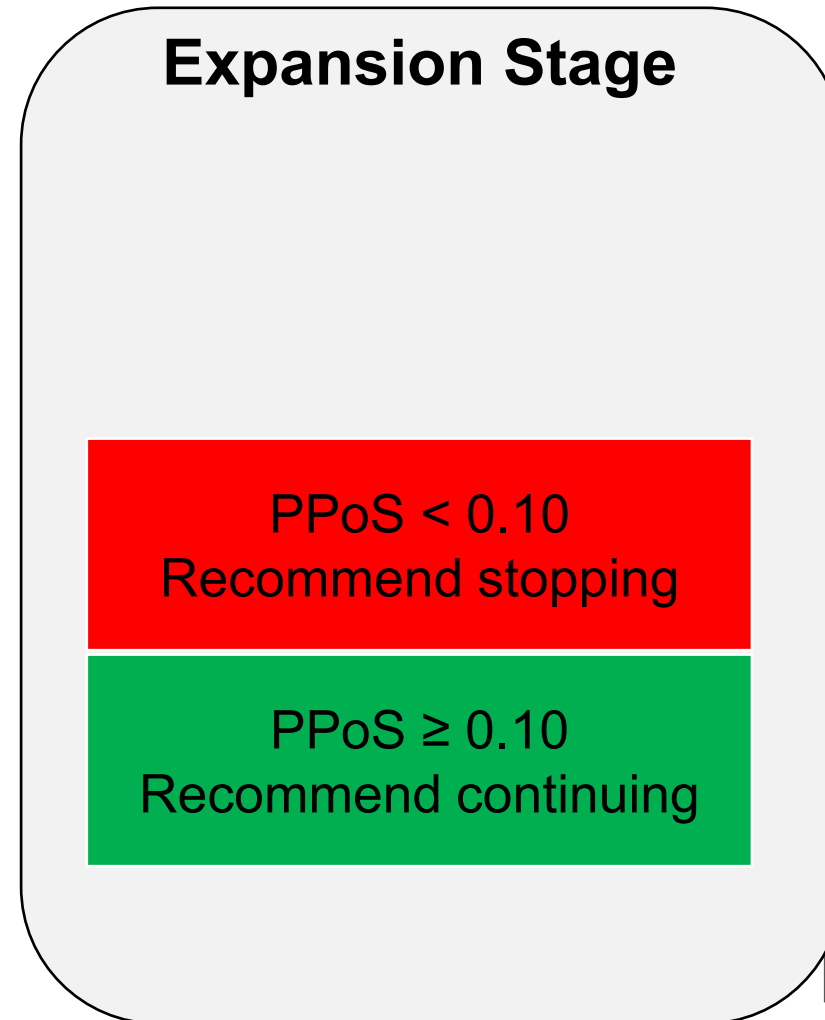 Expansion Stage
PPoS < 0.10
Recommend stopping
PPoS ≥ 0.10
Recommend continuing